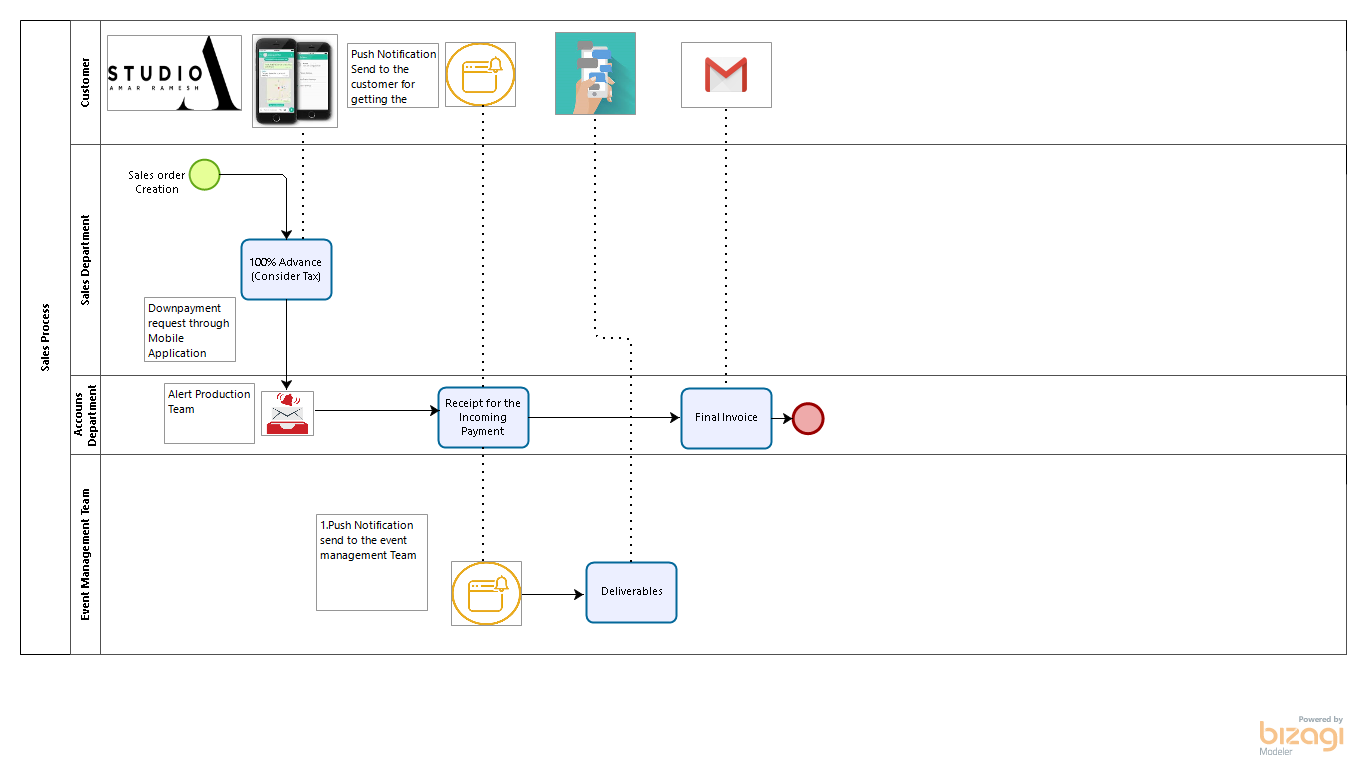 Sales Process
Customer
STUDIO A
AMAR RAMESH
Push Notification
Send to the
customer for
getting the
Sales Department
Sales order
Creation
100% Advance
(Consider Tax)
Downpayment
request through
Mobile
Application
Accouns
Department
Alert Production
Team
Receipt for the
Incoming
Payment
Final Invoice
Event Management Team
1.Push Notification
send to the event
management Team
Deliverables
Powered by
bizagi
Modeler